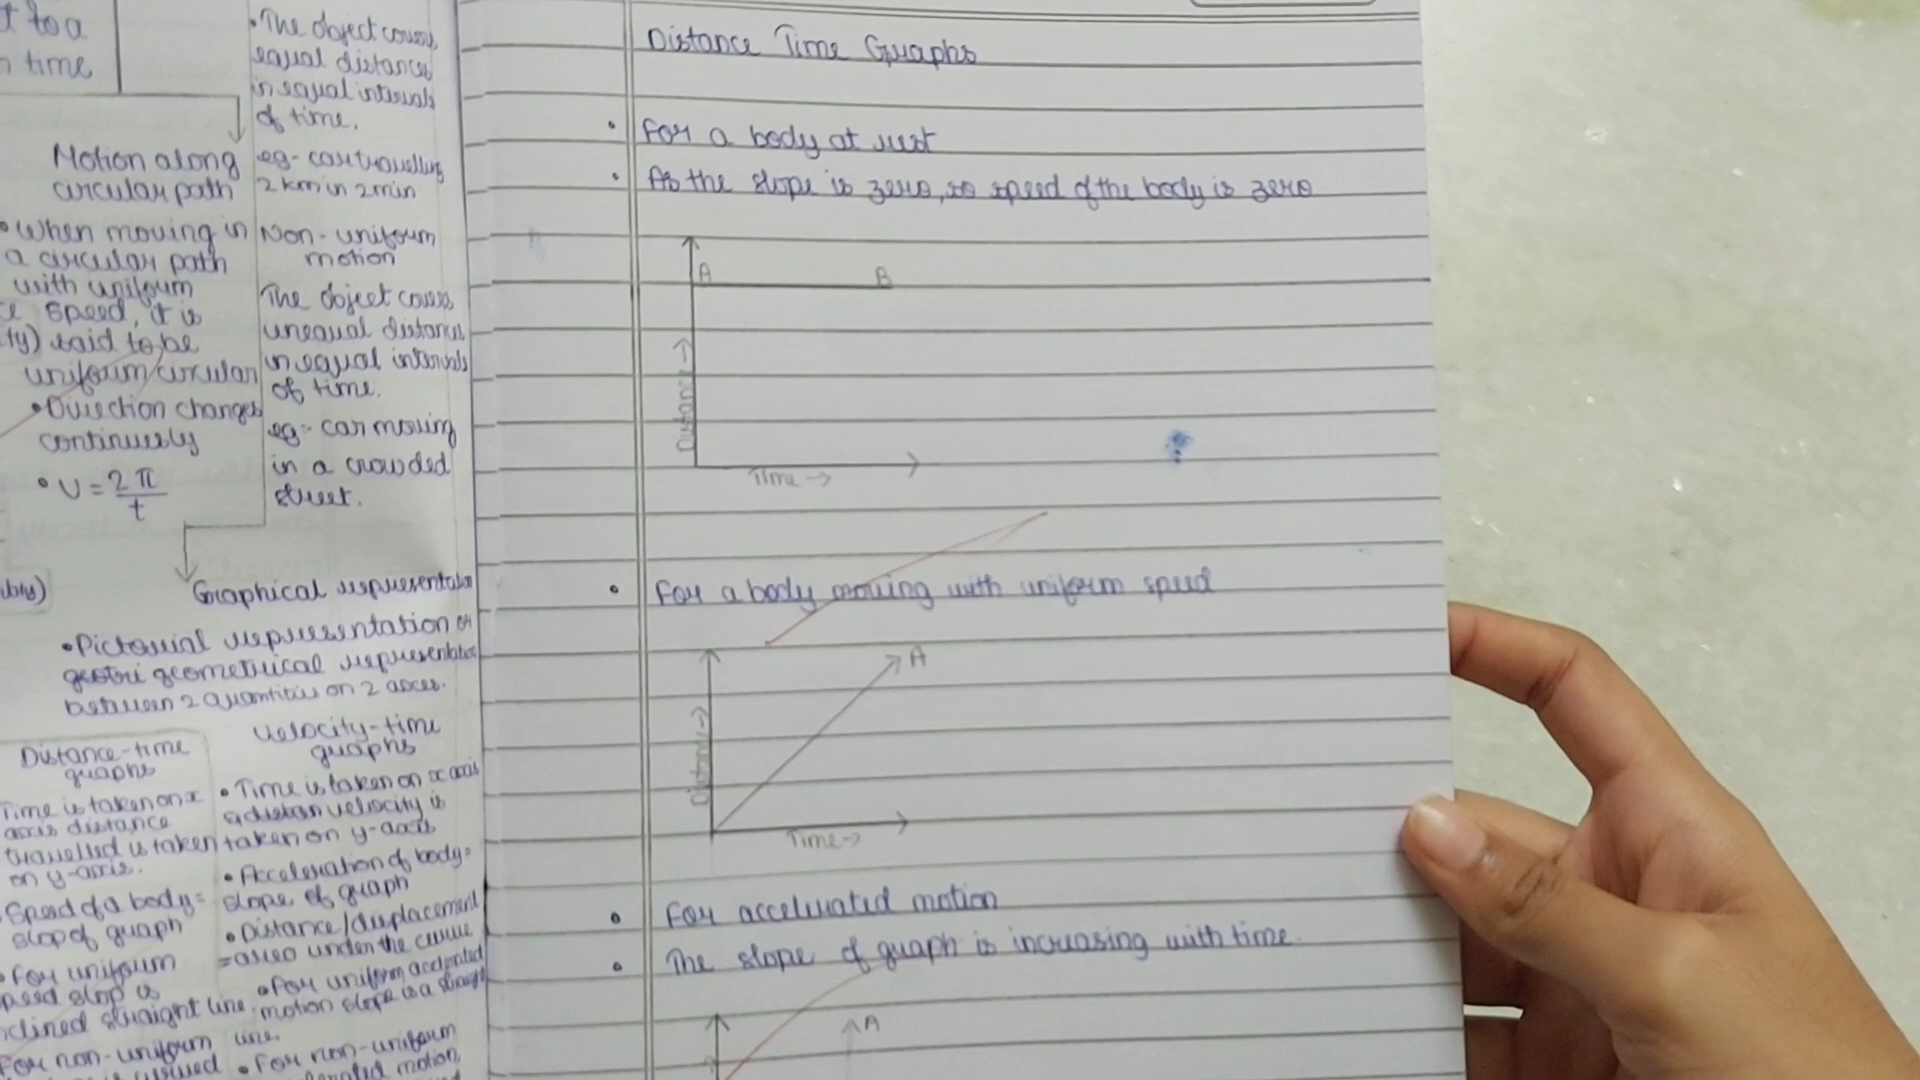 t to a
n time
Motion along
circular path
• When moving in
a circular path
with uniform
speed, it is
ty) said to be
uniform circular
• Direction changes
continuously
• v = 2π
t
• The object covers
equal distances
in equal intervals
of time.
eg- car travelling
2 km in 2 min
Non-uniform
motion
The object covers
unequal distances
in equal intervals
of time.
eg- car moving
in a crowded
street.
Graphical representation
• Pictorial representation or
geometrical representation
between 2 quantities on 2 axes.
Distance-time
graphs
Time is taken on x
axis distance
travelled is taken
on y-axis.
Speed of a body =
slop of graph
• For uniform
speed slop is
inclined straight line
For non-uniform
Velocity-time
graphs
• Time is taken on x axis
velocity is
taken on y-axis
• Acceleration of body=
slope of graph
• Distance/displacement
= area under the curve
• For uniform accelerated
motion slope is a straight
line.
• For non-uniform
motion,
Distance Time Graphs
• For a body at rest
• As the slope is zero, so speed of the body is zero
A B
Distance →
Time →
• For a body moving with uniform speed
A
Distance →
Time →
• For accelerated motion
• The slope of graph is increasing with time.
A